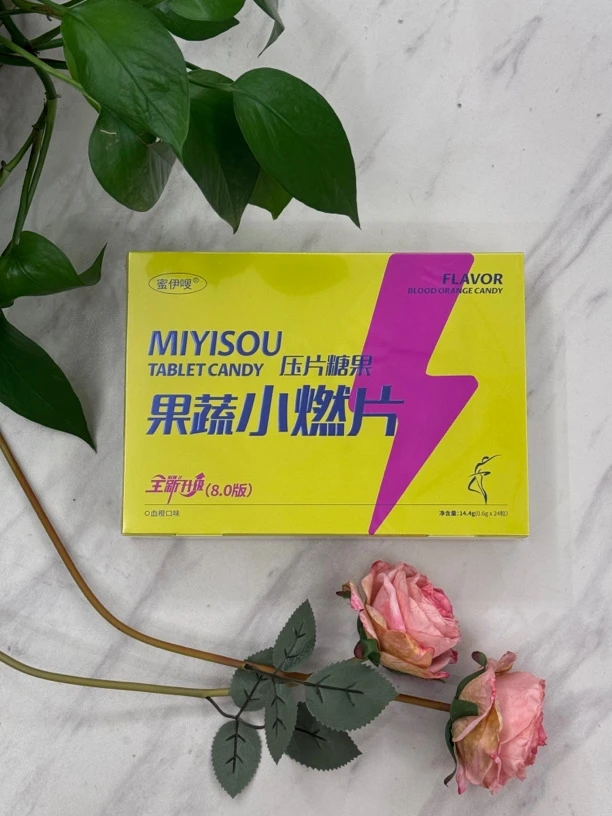 蜜伊嗖®
FLAVOR
BLOOD ORANGE CANDY
MIYISOU
TABLET CANDY 压片糖果
果蔬小燃片
全新升级(8.0版)
血橙口味
净含量:14.4g(0.6g x 24粒)